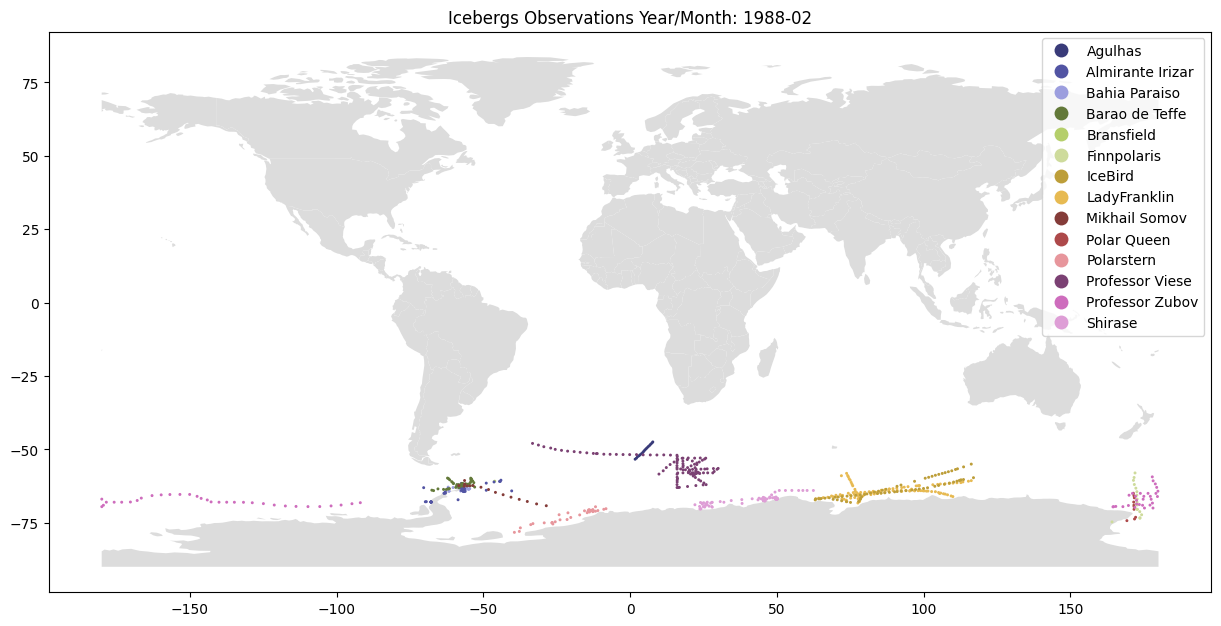 Icebergs Observations Year/Month: 1988-02
75
50
25
0
−25
−50
−75
−150
−100
−50
0
50
100
150
Agulhas
Almirante Irizar
Bahia Paraiso
Barao de Teffe
Bransfield
Finnpolaris
IceBird
LadyFranklin
Mikhail Somov
Polar Queen
Polarstern
Professor Viese
Professor Zubov
Shirase